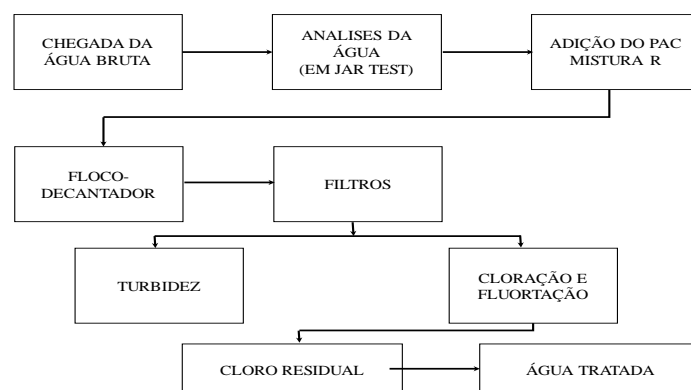 CHEGADA DA
ÁGUA BRUTA
ANALISES DA
ÁGUA
(EM JAR TEST)
ADIÇÃO DO PAC
MISTURA R
FLOCO-
DECANTADOR
FILTROS
TURBIDEZ
CLORAÇÃO E
FLUORTAÇÃO
CLORO RESIDUAL
ÁGUA TRATADA